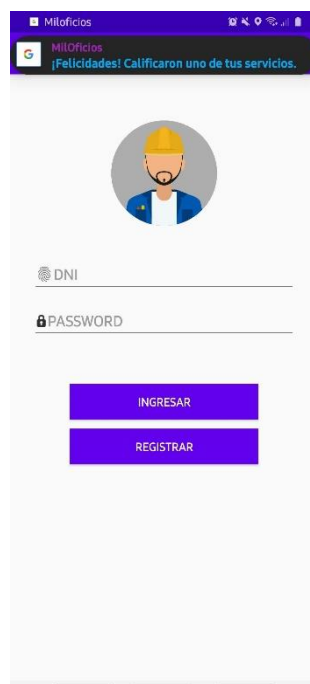 Miloficios
G
MilOficios
¡Felicidades! Calificaron uno de tus servicios.
DNI
PASSWORD
INGRESAR
REGISTRAR